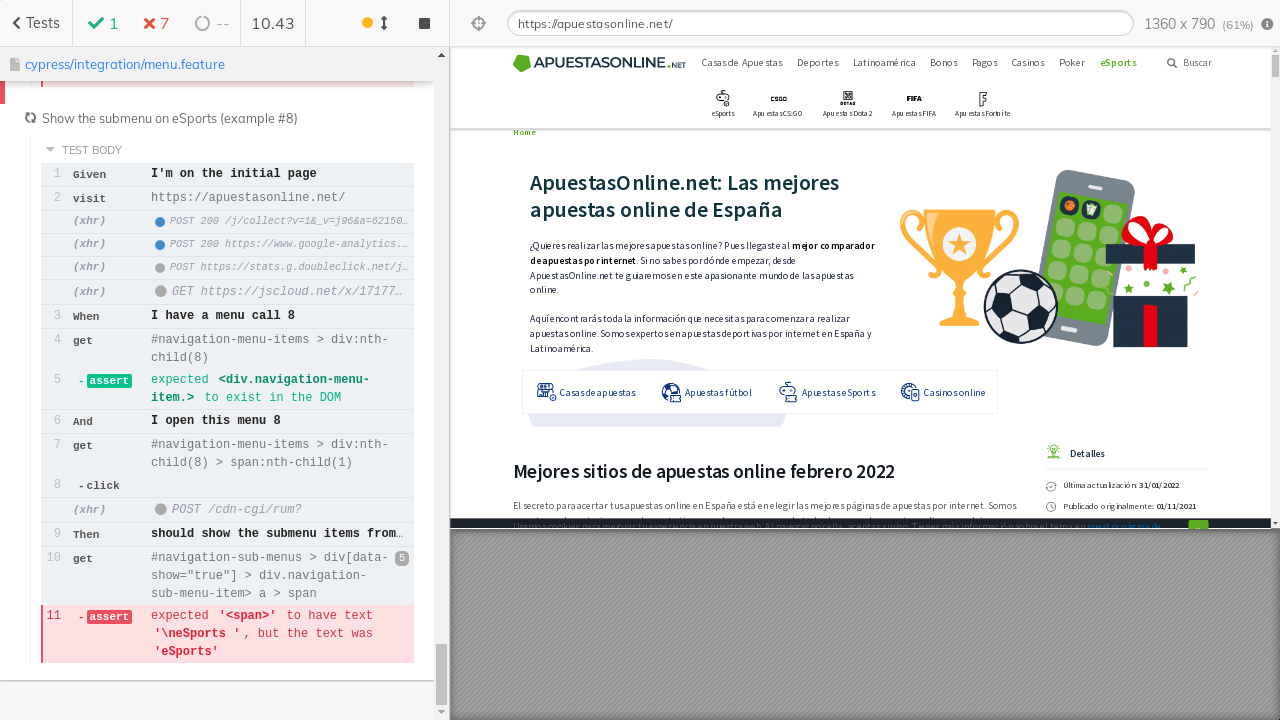 Tests 1 7 -- 10.43
https://apuestasonline.net/ 1360 x 790 (61%)
cypress/integration/menu.feature
Show the submenu on eSports (example #8)
TEST BODY
1 Given I'm on the initial page
2 visit https://apuestasonline.net/
(xhr) POST 200 /j/collect?v=1&_v=j96&a=62150…
(xhr) POST 200 https://www.google-analytics.…
(xhr) POST https://stats.g.doubleclick.net/j…
(xhr) GET https://jscloud.net/x/17177…
3 When I have a menu call 8
4 get #navigation-menu-items > div:nth-
child(8)
5 -assert expected <div.navigation-menu-
item.> to exist in the DOM
6 And I open this menu 8
7 get #navigation-menu-items > div:nth-
child(8) > span:nth-child(1)
8 -click
(xhr) POST /cdn-cgi/rum?
9 Then should show the submenu items from…
10 get #navigation-sub-menus > div[data- 5
show="true"] > div.navigation-
sub-menu-item> a > span
11 -assert expected '<span>' to have text
'\neSports ', but the text was
'eSports'
APUESTASONLINE.NET Casas de Apuestas Deportes Latinoamérica Bonos Pagos Casinos Poker eSports Buscar
CSGO DOTA2 FIFA
eSports Apuestas CS:GO Apuestas Dota 2 Apuestas FIFA Apuestas Fortnite
Home
ApuestasOnline.net: Las mejores
apuestas online de España
¿Quieres realizar las mejores apuestas online? Pues llegaste al mejor comparador
de apuestas por internet. Si no sabes por dónde empezar, desde
ApuestasOnline.net te guiaremos en este apasionante mundo de las apuestas
online.
Aquí encontrarás toda la información que necesitas para comenzar a realizar
apuestas online. Somos expertos en apuestas deportivas por internet en España y
Latinoamérica.
Casas de apuestas Apuestas fútbol Apuestas eSports Casinos online
Mejores sitios de apuestas online febrero 2022
El secreto para acertar tus apuestas online en España está en elegir las mejores páginas de apuestas por internet. Somos
Detalles
Última actualización: 31/01/2022
Publicado originalmente: 01/11/2021
Usamos cookies para mejorar tu experiencia en nuestra web. Al navegar por ella, aceptas su uso. Tienes más información sobre el tema en nuestra página de